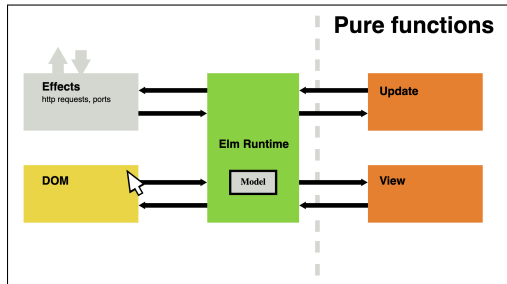 Pure functions
Effects
http requests, ports
Update
Elm Runtime
Model
DOM
View